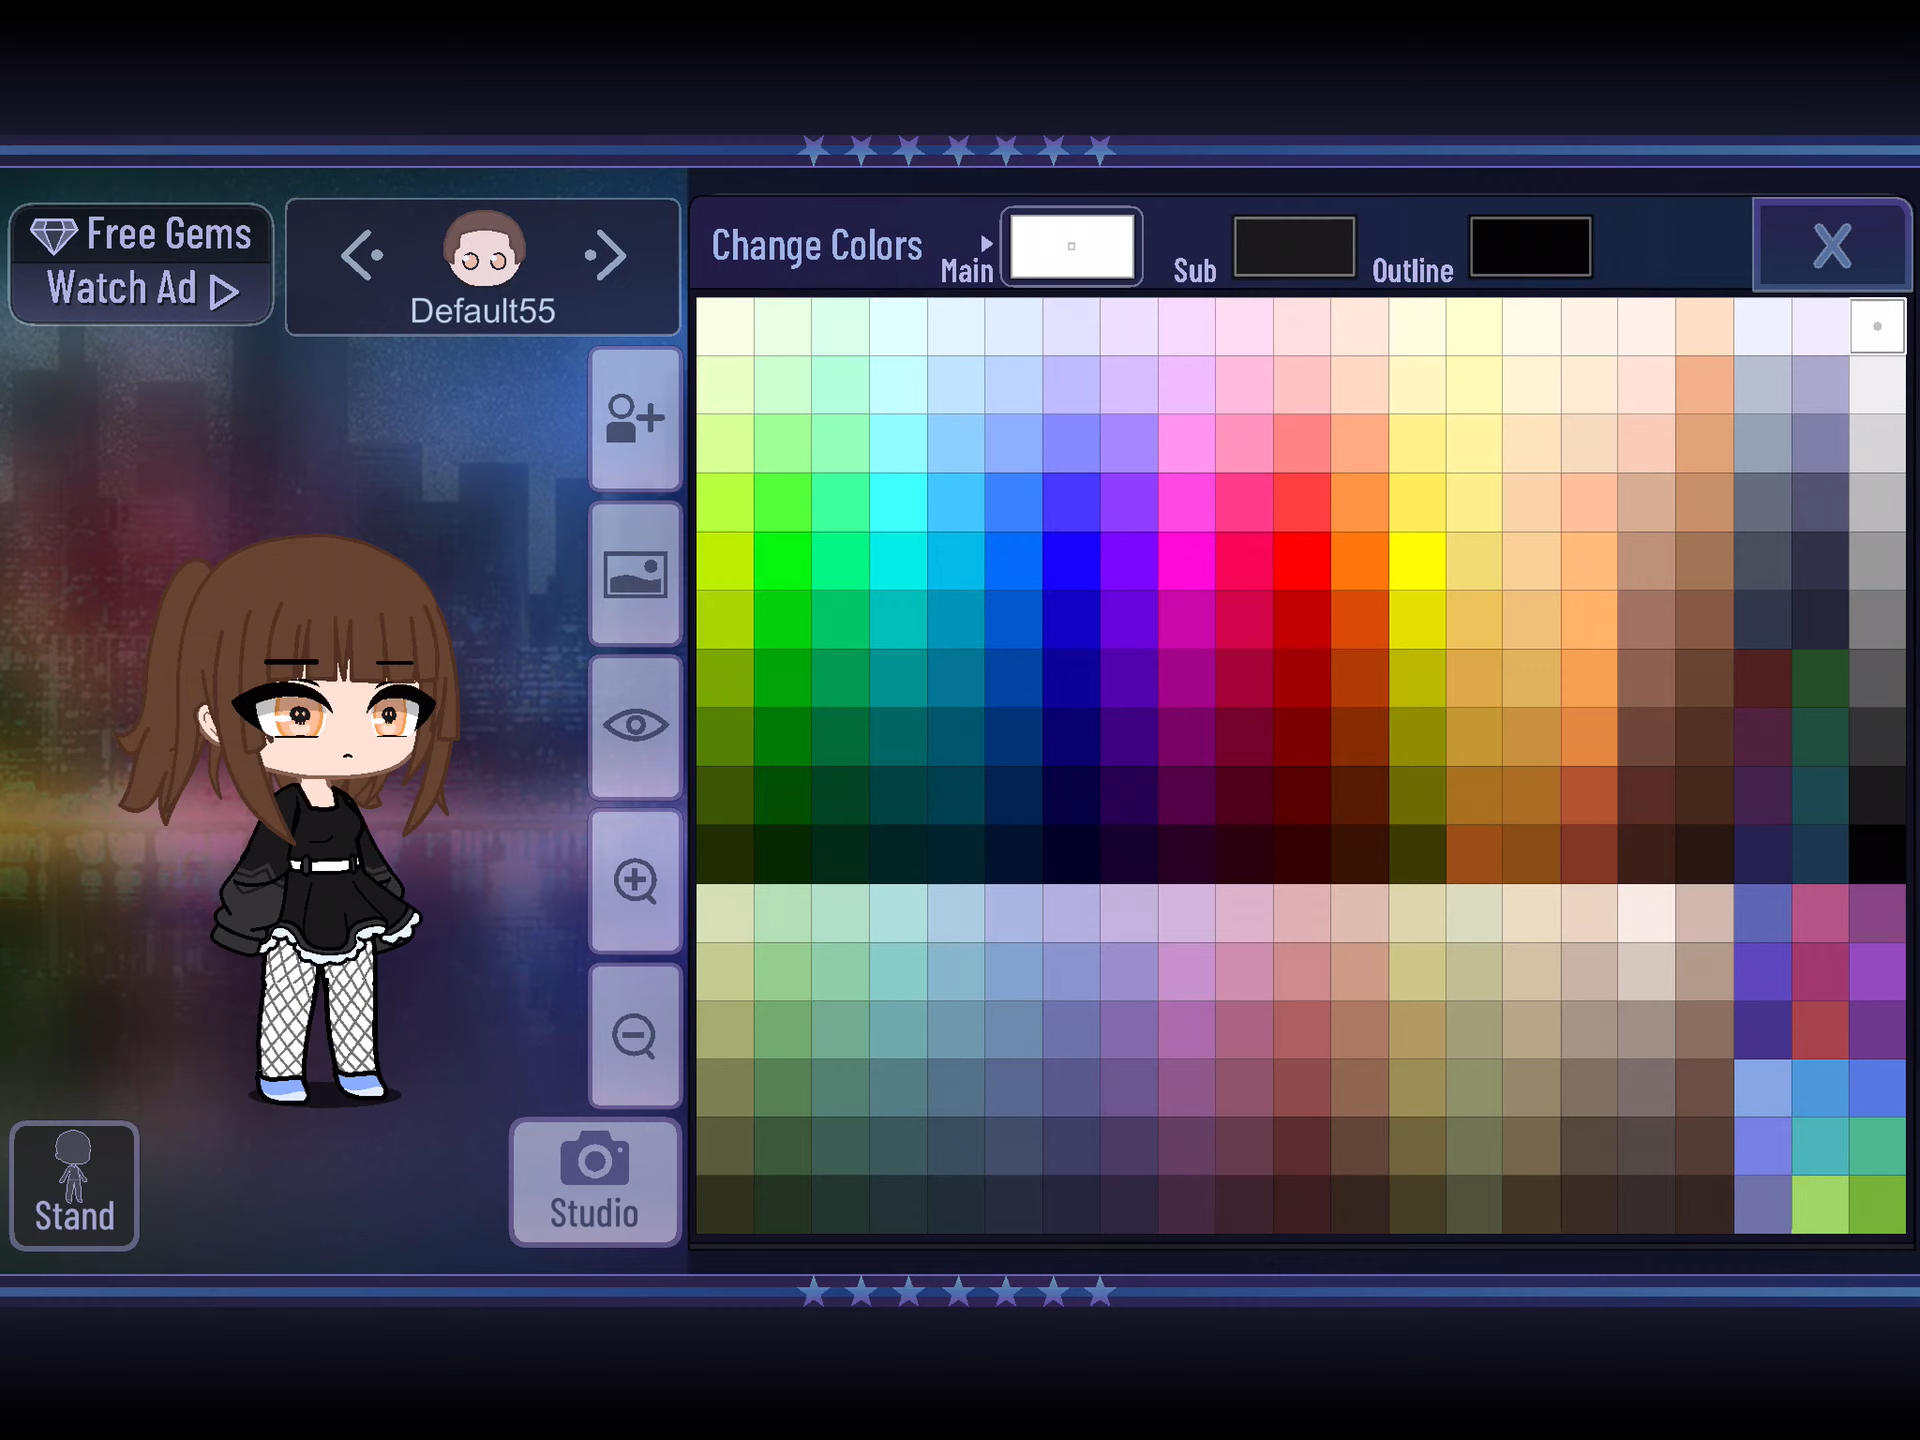 Free Gems
Watch Ad
Default55
Change Colors
Main
Sub
Outline
X
Stand
Studio